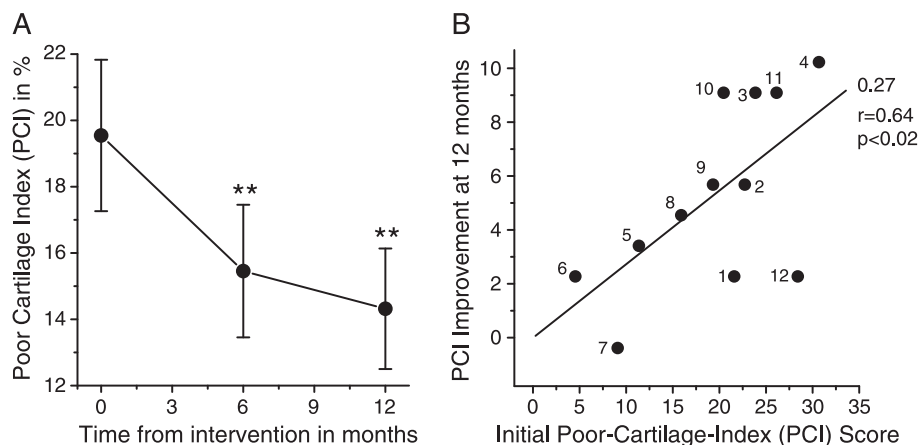 A
Poor Cartilage Index (PCI) in %
22
20
18
16
14
12
**
**
0 3 6 9 12
Time from intervention in months
B
PCI Improvement at 12 months
10
8
6
4
2
0
4
10
3
11
9
2
8
5
6
1
12
7
0.27
r=0.64
p<0.02
0 5 10 15 20 25 30 35
Initial Poor-Cartilage-Index (PCI) Score